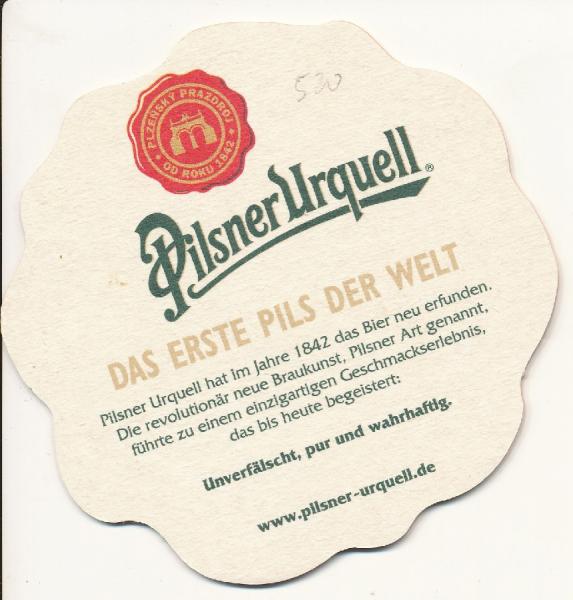 PLZEŇSKÝ PRAZDROJ
OD ROKU 1842
530
Pilsner Urquell®
DAS ERSTE PILS DER WELT
Pilsner Urquell hat im Jahre 1842 das Bier neu erfunden.
Die revolutionär neue Braukunst, Pilsner Art genannt,
führte zu einem einzigartigen Geschmackserlebnis,
das bis heute begeistert:
Unverfälscht, pur und wahrhaftig.
www.pilsner-urquell.de